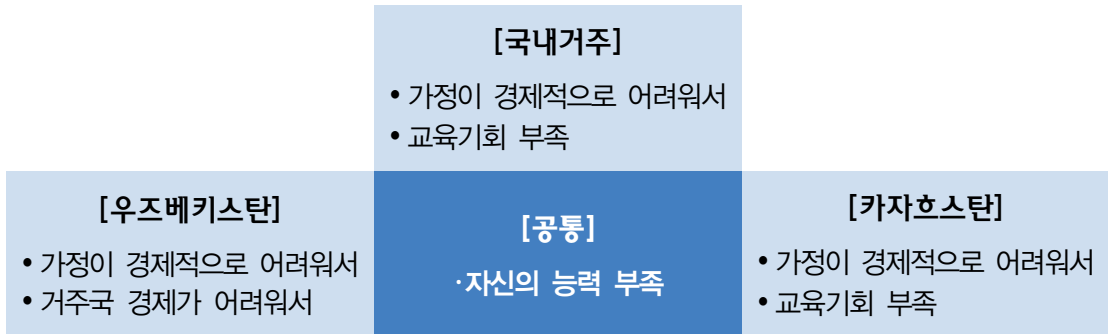 [국내거주]
• 가정이 경제적으로 어려워서
• 교육기회 부족
[우즈베키스탄]
• 가정이 경제적으로 어려워서
• 거주국 경제가 어려워서
[공통]
·자신의 능력 부족
[카자흐스탄]
• 가정이 경제적으로 어려워서
• 교육기회 부족